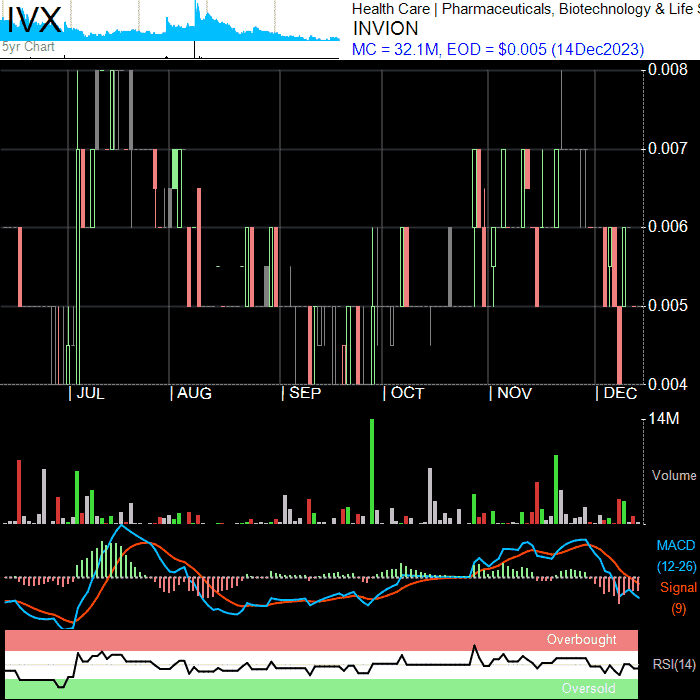 IVX
5yr Chart
Health Care | Pharmaceuticals, Biotechnology & Life S
INVION
MC = 32.1M, EOD = $0.005 (14Dec2023)
0.008
0.007
0.006
0.005
0.004
| JUL | AUG | SEP | OCT | NOV | DEC
14M
Volume
MACD
(12-26)
Signal
(9)
Overbought
RSI(14)
Oversold